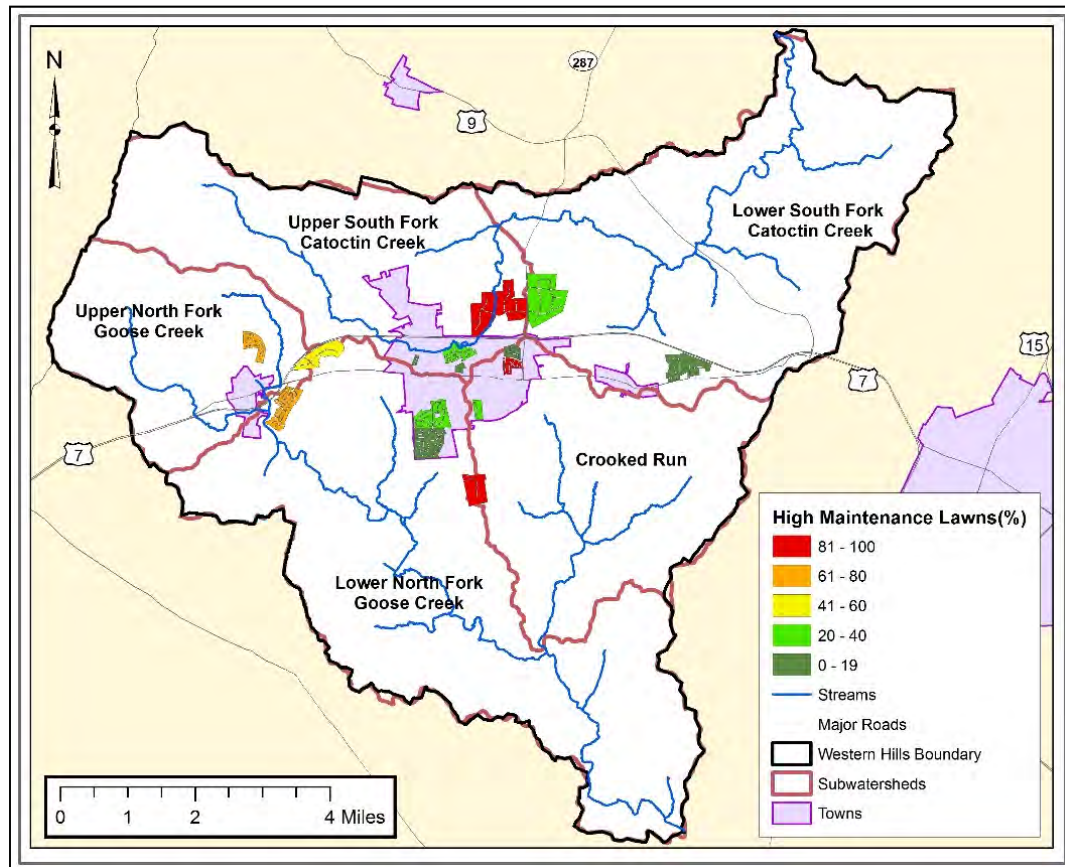 N
287
9
Upper South Fork
Catoctin Creek
Lower South Fork
Catoctin Creek
Upper North Fork
Goose Creek
15
7
7
Crooked Run
Lower North Fork
Goose Creek
High Maintenance Lawns(%)
81 - 100
61 - 80
41 - 60
20 - 40
0 - 19
Streams
Major Roads
Western Hills Boundary
Subwatersheds
Towns
0 1 2 4 Miles